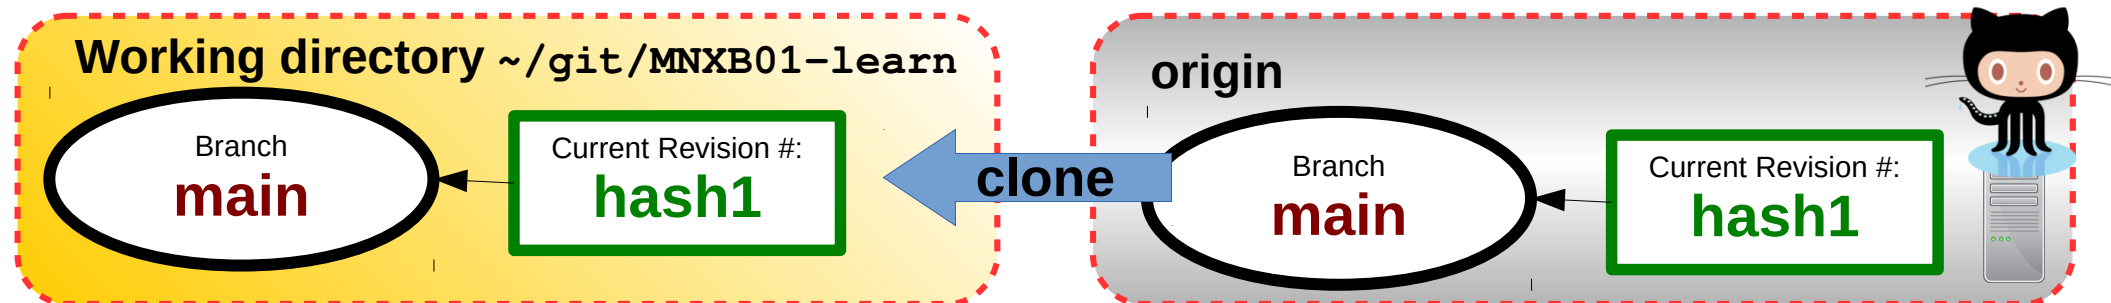 Working directory ~/git/MNXB01-learn
Branch
main
Current Revision #:
hash1
clone
origin
Branch
main
Current Revision #:
hash1